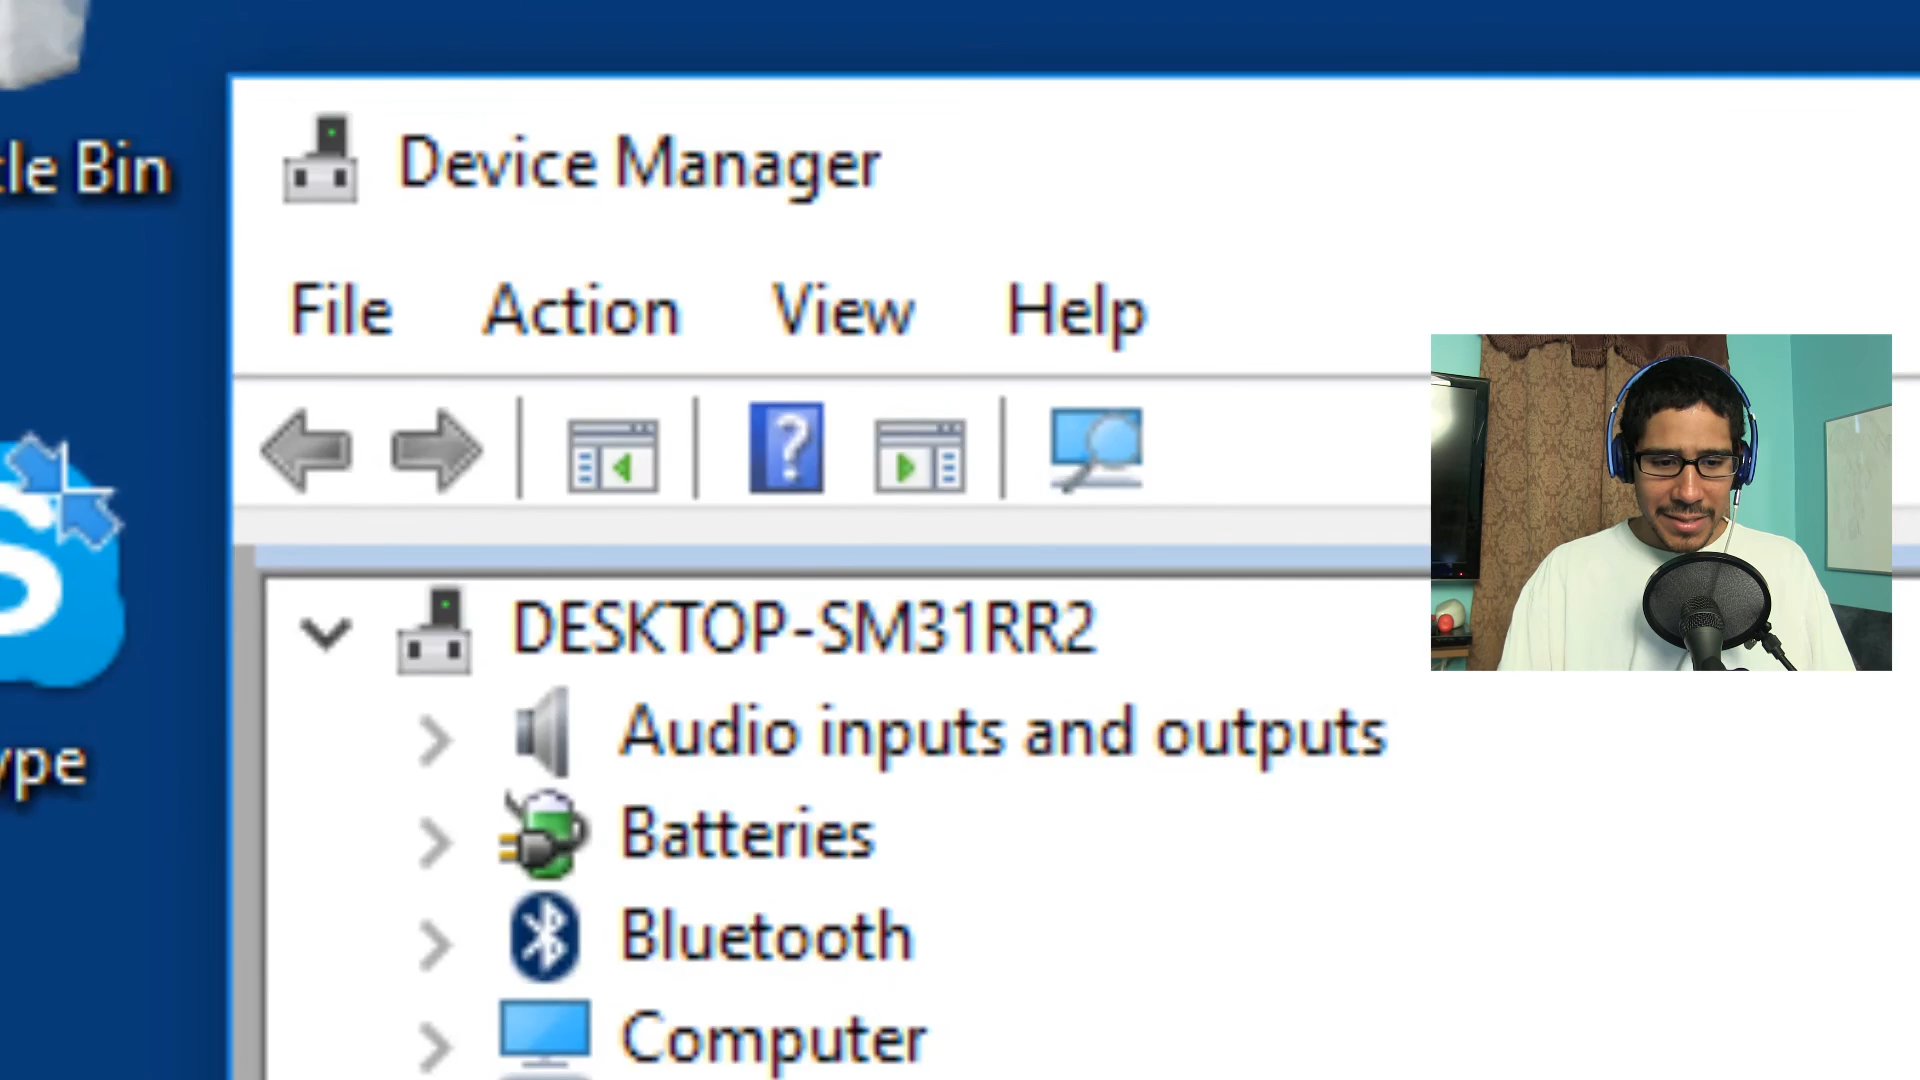 cle Bin
Device Manager
File Action View Help
DESKTOP-SM31RR2
Audio inputs and outputs
ype
Batteries
Bluetooth
Computer